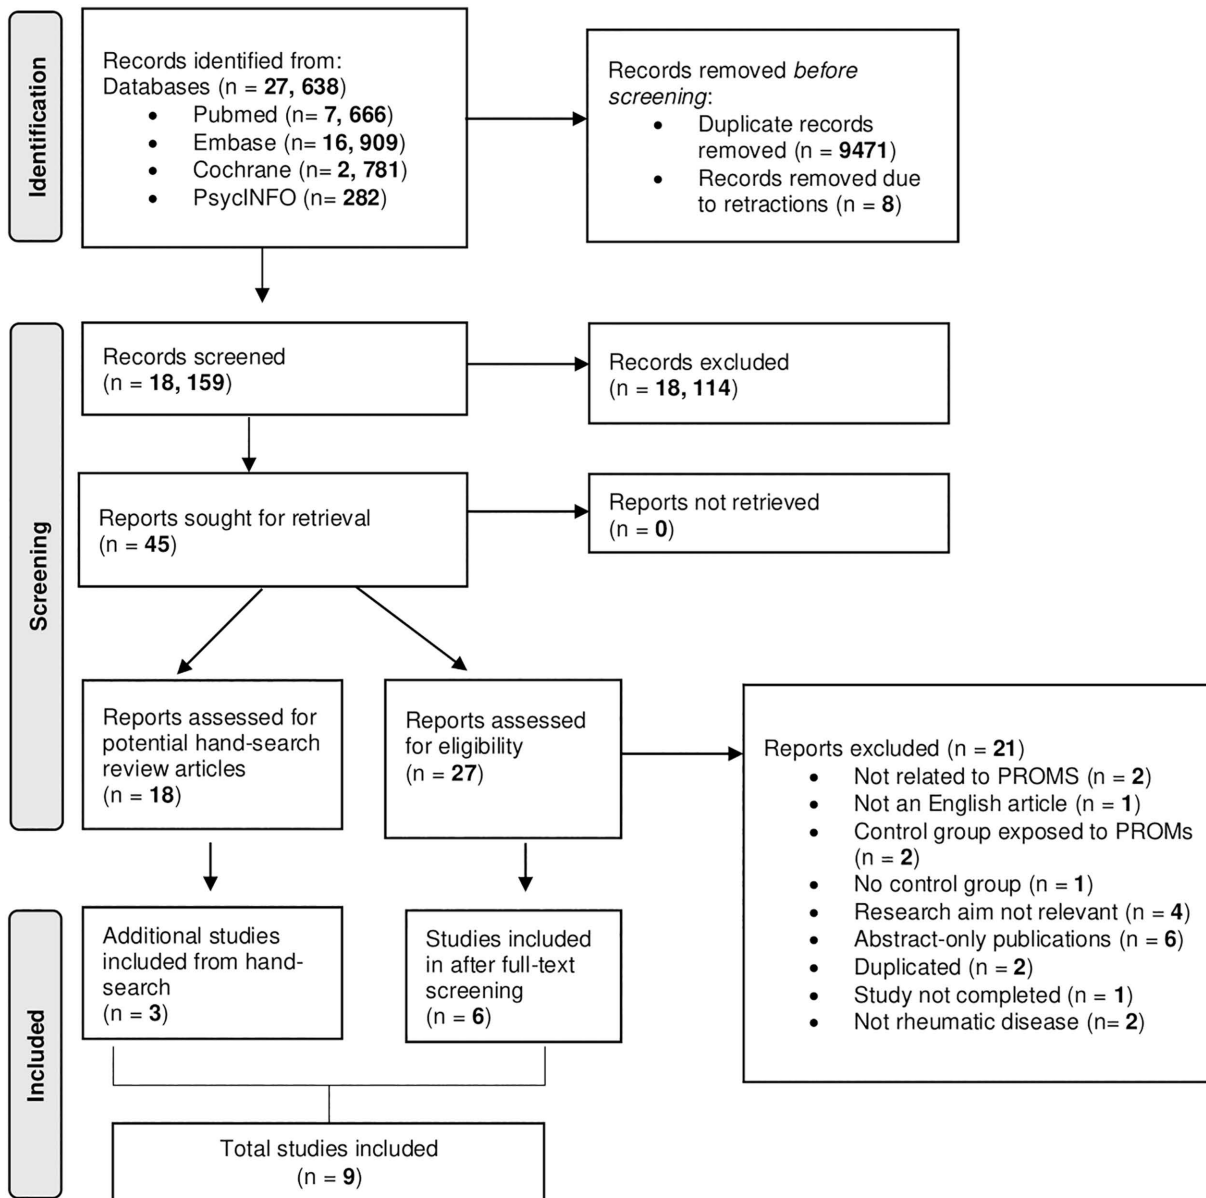 Identification
Records identified from:
Databases (n = 27, 638)
• Pubmed (n= 7, 666)
• Embase (n= 16, 909)
• Cochrane (n= 2, 781)
• PsycINFO (n= 282)
Records removed before
screening:
• Duplicate records
removed (n = 9471)
• Records removed due
to retractions (n = 8)
Screening
Records screened
(n = 18, 159)
Records excluded
(n = 18, 114)
Reports sought for retrieval
(n = 45)
Reports not retrieved
(n = 0)
Reports assessed for
potential hand-search
review articles
(n = 18)
Reports assessed
for eligibility
(n = 27)
Reports excluded (n = 21)
• Not related to PROMS (n = 2)
• Not an English article (n = 1)
• Control group exposed to PROMs
(n = 2)
• No control group (n = 1)
• Research aim not relevant (n = 4)
• Abstract-only publications (n = 6)
• Duplicated (n = 2)
• Study not completed (n = 1)
• Not rheumatic disease (n= 2)
Included
Additional studies
included from hand-
search
(n = 3)
Studies included
in after full-text
screening
(n = 6)
Total studies included
(n = 9)